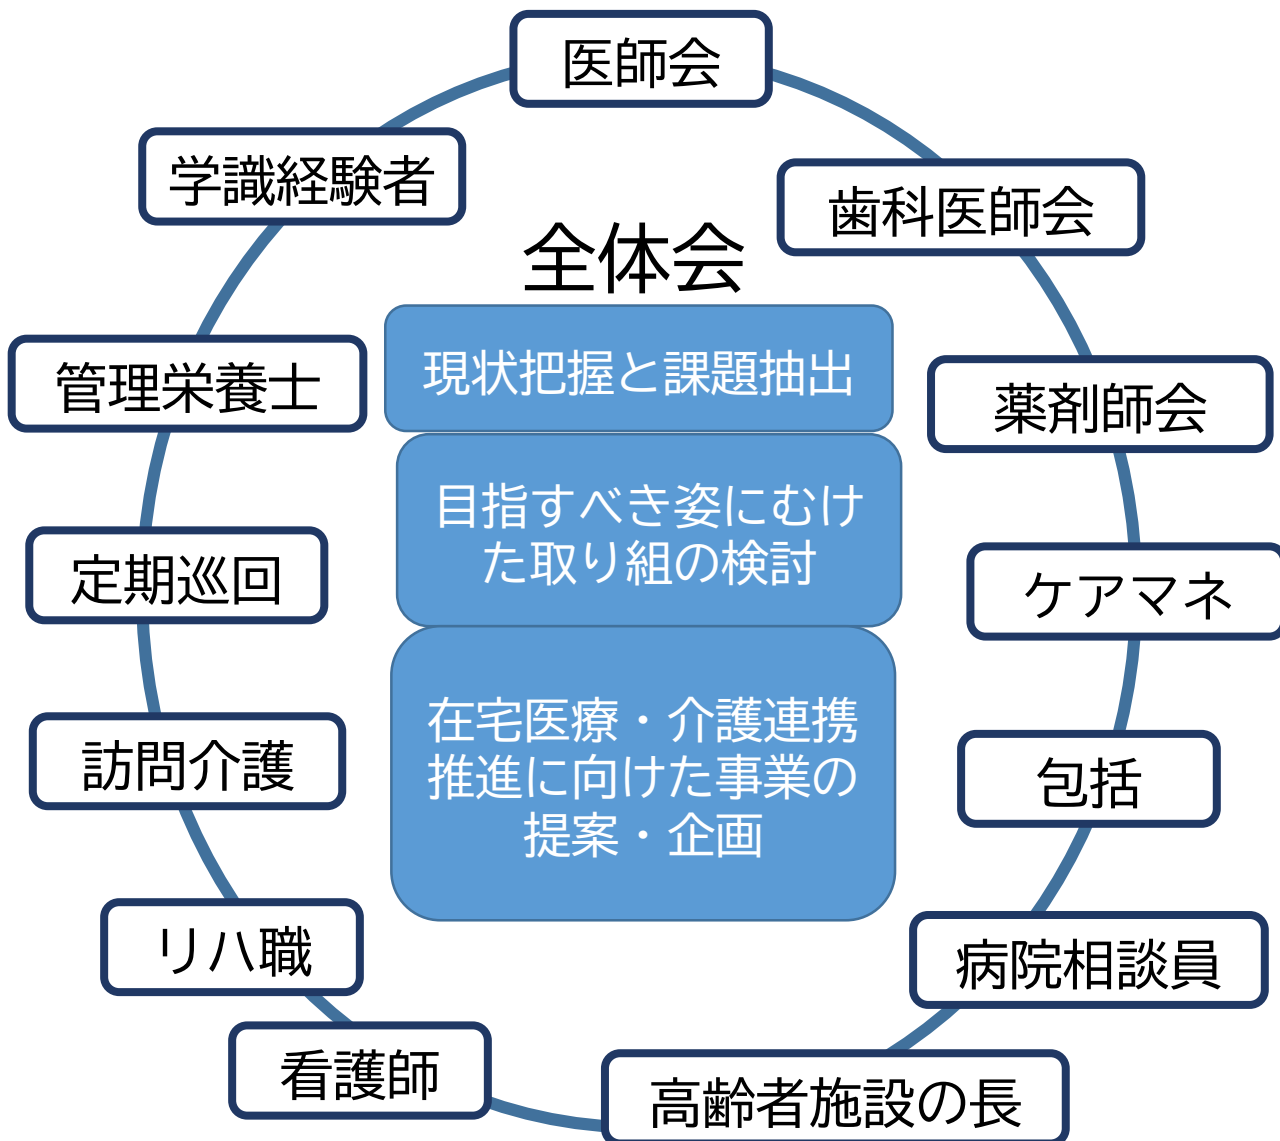 医師会
学識経験者
歯科医師会
全体会
現状把握と課題抽出
管理栄養士
薬剤師会
目指すべき姿にむけ
た取り組の検討
定期巡回
ケアマネ
在宅医療・介護連携
推進に向けた事業の
提案・企画
訪問介護
包括
リハ職
病院相談員
看護師
高齢者施設の長